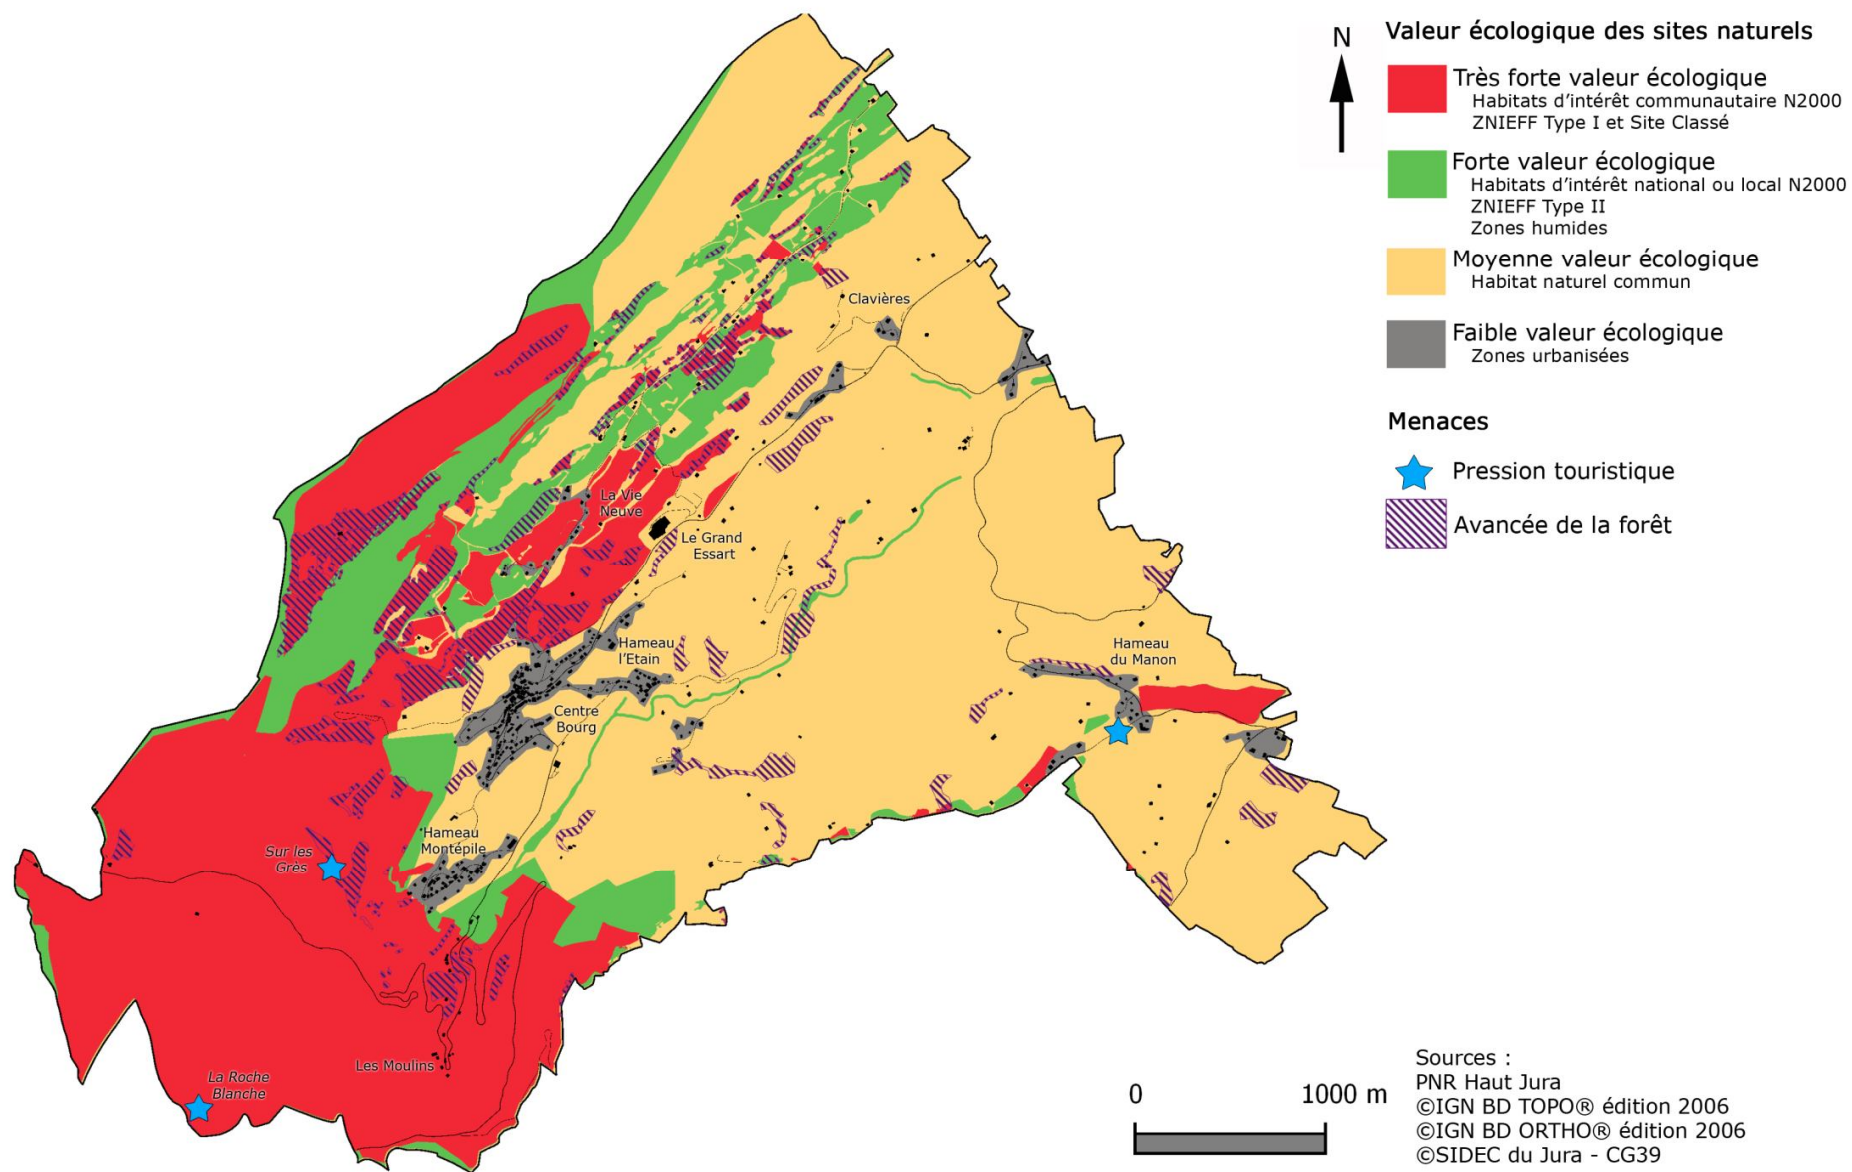 N
Valeur écologique des sites naturels
Très forte valeur écologique
Habitats d'intérêt communautaire N2000
ZNIEFF Type I et Site Classé
Forte valeur écologique
Habitats d'intérêt national ou local N2000
ZNIEFF Type II
Zones humides
Moyenne valeur écologique
Habitat naturel commun
Faible valeur écologique
Zones urbanisées
Menaces
Pression touristique
Avancée de la forêt
Clavières
La Vie
Neuve
Le Grand
Essart
Hameau
l'Etain
Hameau
du Manon
Centre
Bourg
Hameau
Montépile
Sur les
Grès
Les Moulins
La Roche
Blanche
0 1000 m
Sources :
PNR Haut Jura
©IGN BD TOPO® édition 2006
©IGN BD ORTHO® édition 2006
©SIDEC du Jura - CG39